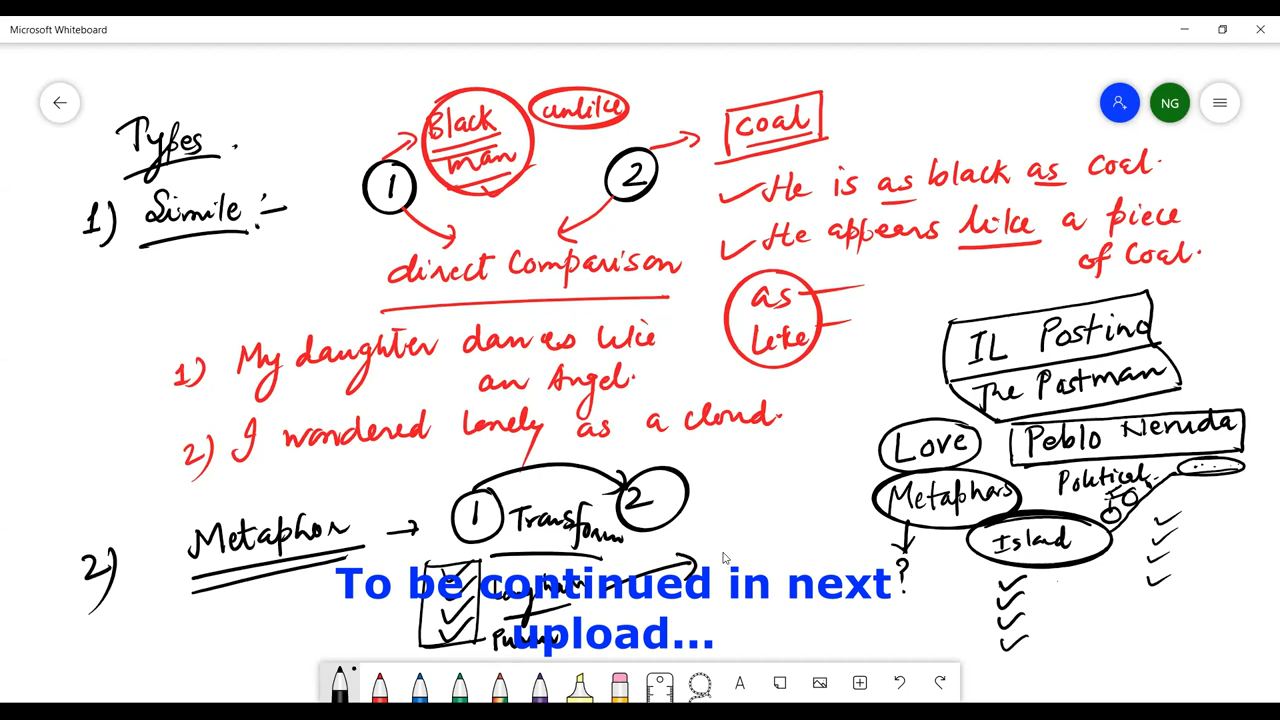 Microsoft Whiteboard
NG
Types.
1) Simile :-
Black
man
unlike
coal
1
2
direct Comparison
He is as black as coal.
He appears like a piece
of Coal.
as
like
1) My daughter dances like
an Angel.
2) I wandered lonely as a cloud.
2) Metaphor →
1 Transform 2
IL Postino
The Postman
Love
Peblo Neruda
Metaphors
Political
Island
?
To be continued in next
upload...
A